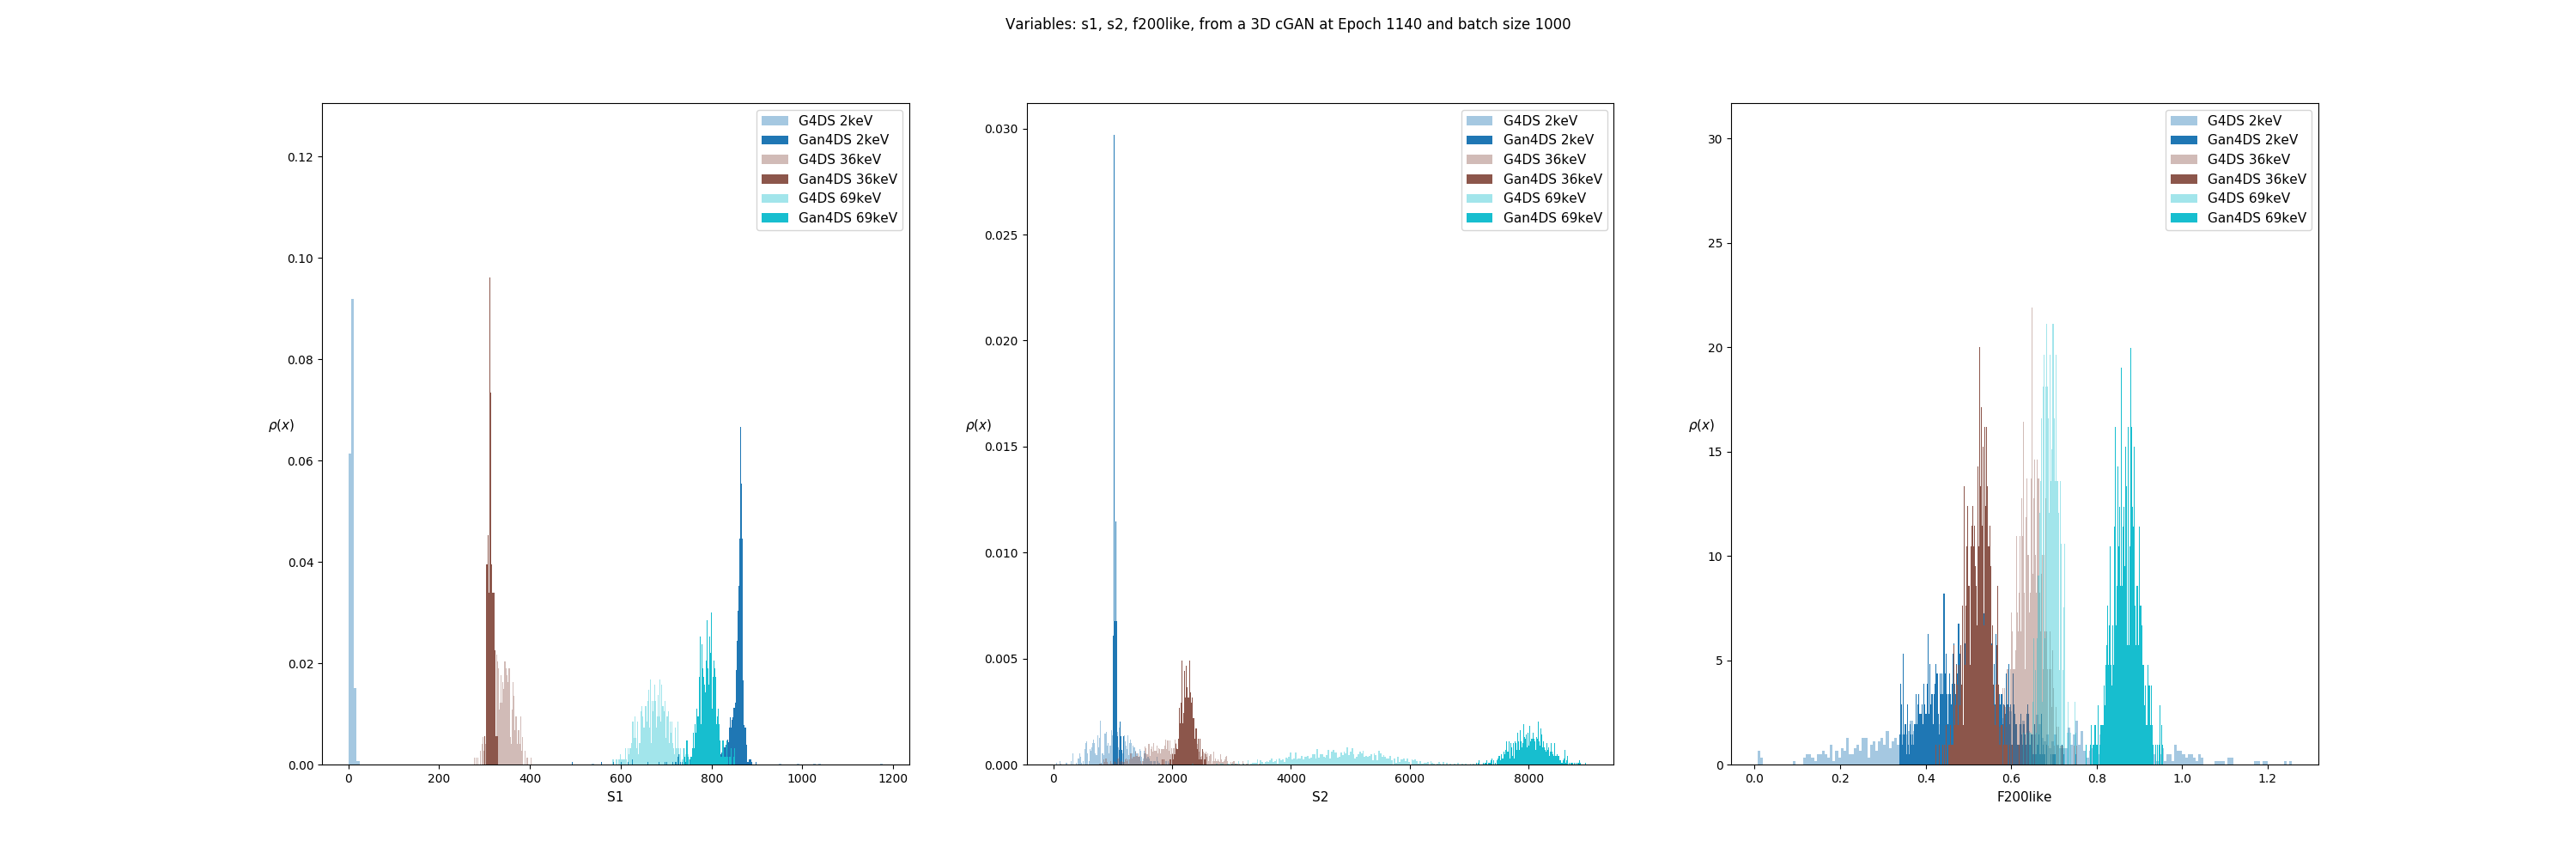 Variables: s1, s2, f200like, from a 3D cGAN at Epoch 1140 and batch size 1000
0.12
0.10
0.08
0.06
0.04
0.02
0.00
ρ(x)
0 200 400 600 800 1000 1200
S1
G4DS 2keV
Gan4DS 2keV
G4DS 36keV
Gan4DS 36keV
G4DS 69keV
Gan4DS 69keV
0.030
0.025
0.020
0.015
0.010
0.005
0.000
ρ(x)
0 2000 4000 6000 8000
S2
G4DS 2keV
Gan4DS 2keV
G4DS 36keV
Gan4DS 36keV
G4DS 69keV
Gan4DS 69keV
30
25
20
15
10
5
0
ρ(x)
0.0 0.2 0.4 0.6 0.8 1.0 1.2
F200like
G4DS 2keV
Gan4DS 2keV
G4DS 36keV
Gan4DS 36keV
G4DS 69keV
Gan4DS 69keV